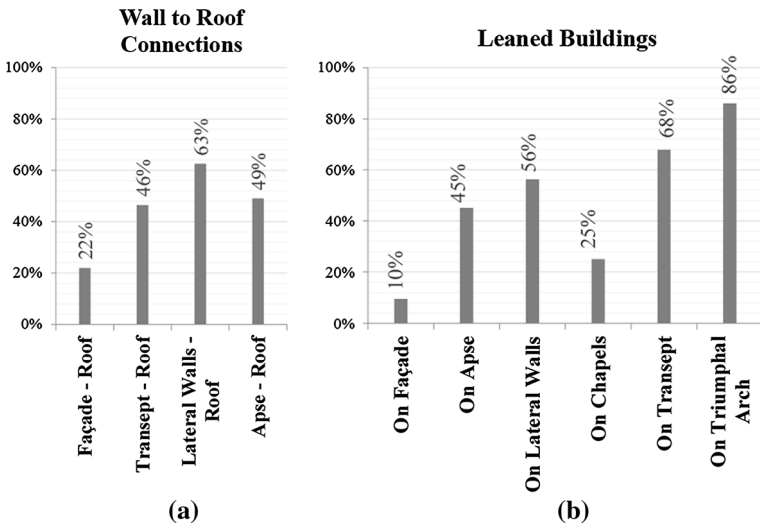 Wall to Roof
Connections
100%
80%
60%
40%
20%
0%
22%
46%
63%
49%
Façade - Roof
Transept - Roof
Lateral Walls -
Roof
Apse - Roof
(a)
Leaned Buildings
100%
80%
60%
40%
20%
0%
10%
45%
56%
25%
68%
86%
On Façade
On Apse
On Lateral Walls
On Chapels
On Transept
On Triumphal
Arch
(b)